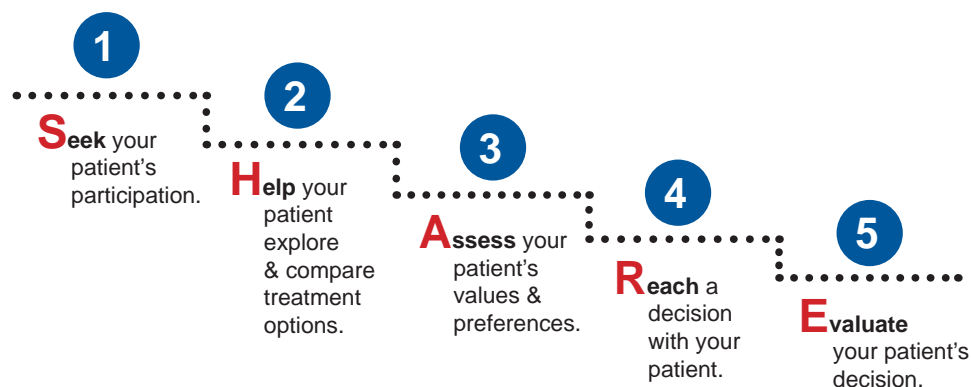 1
Seek your
patient’s
participation.
2
Help your
patient
explore
& compare
treatment
options.
3
Assess your
patient’s
values &
preferences.
4
Reach a
decision
with your
patient.
5
Evaluate
your patient’s
decision.